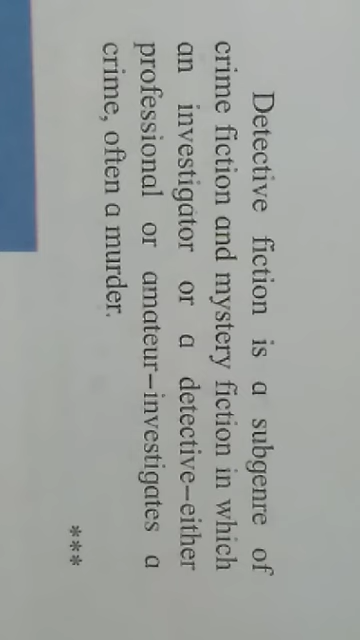 Detective fiction is a subgenre of
crime fiction and mystery fiction in which
an investigator or a detective–either
professional or amateur–investigates a
crime, often a murder.
***